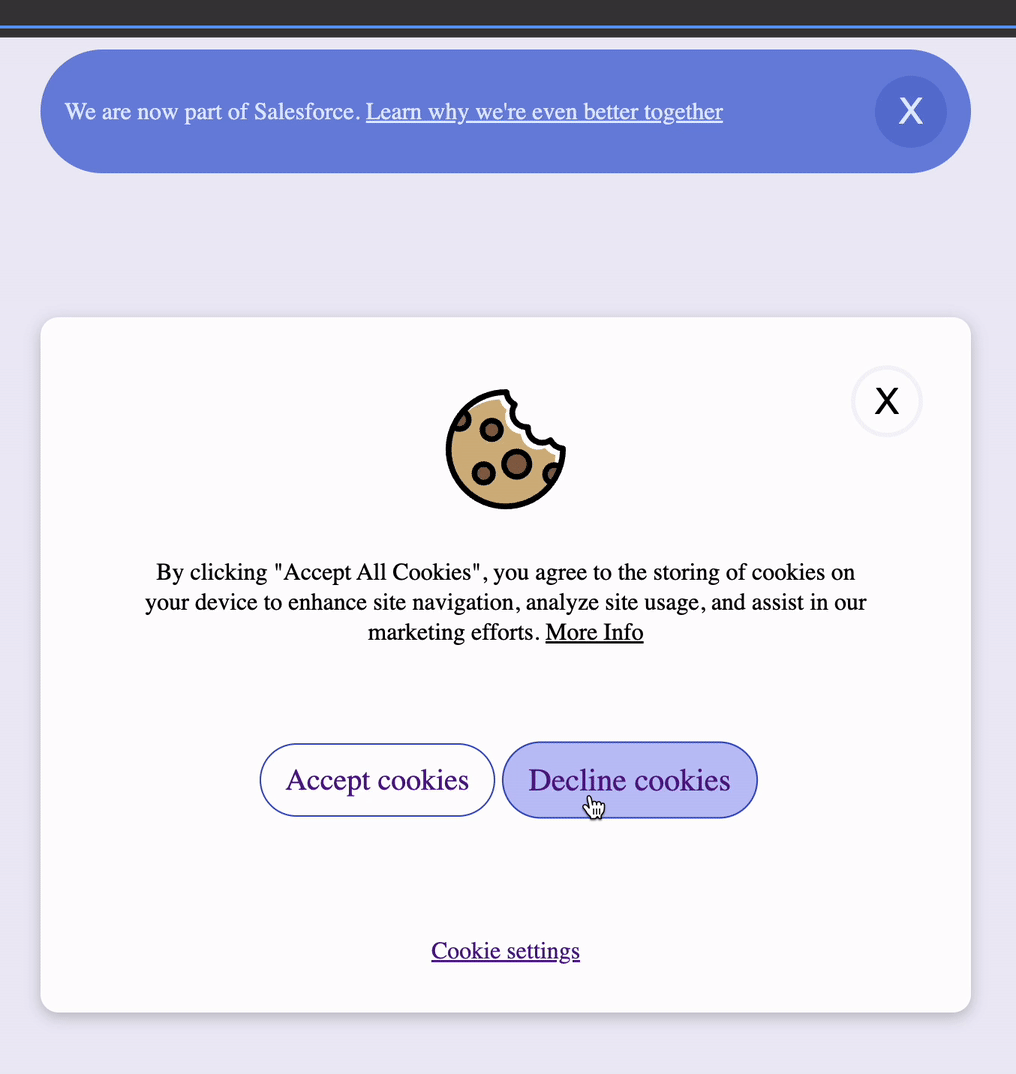 We are now part of Salesforce. Learn why we're even better together
X
X
By clicking "Accept All Cookies", you agree to the storing of cookies on
your device to enhance site navigation, analyze site usage, and assist in our
marketing efforts. More Info
Accept cookies
Decline cookies
Cookie settings